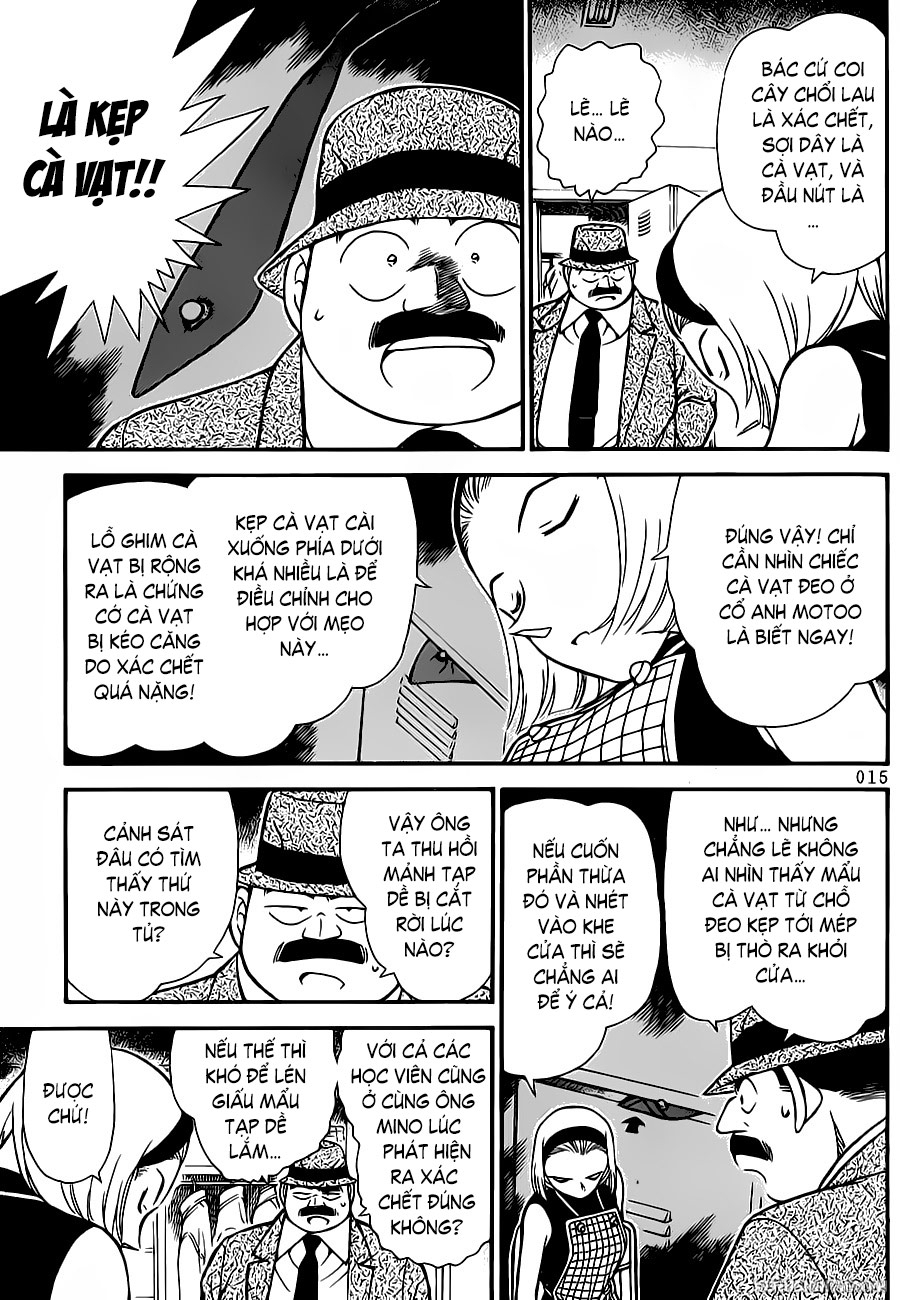 BÁC CỨ COI
CÂY CHỔI LAU
LÀ XÁC CHẾT,
SỢI DÂY LÀ
CÀ VẠT, VÀ
ĐẦU NÚT LÀ
...
LẼ... LẼ
NÀO...
LÀ KẸP
CÀ VẠT!!
ĐÚNG VẬY! CHỈ
CẦN NHÌN CHIẾC
CÀ VẠT ĐEO Ở
CỔ ANH MOTOO
LÀ BIẾT NGAY!
KẸP CÀ VẠT CÀI
XUỐNG PHÍA DƯỚI
KHÁ NHIỀU LÀ ĐỂ
ĐIỀU CHỈNH CHO
HỢP VỚI MẸO
NÀY...
LỖ GHIM CÀ
VẠT BỊ RỘNG
RA LÀ CHỨNG
CỚ CÀ VẠT
BỊ KÉO CĂNG
DO XÁC CHẾT
QUÁ NẶNG!
015
NHƯ... NHƯNG
CHẲNG LẼ KHÔNG
AI NHÌN THẤY MẨU
CÀ VẠT TỪ CHỖ
ĐEO KẸP TỚI MÉP
BỊ THÒ RA KHỎI
CỬA...
NẾU CUỐN
PHẦN THỪA
ĐÓ VÀ NHÉT
VÀO KHE
CỬA THÌ SẼ
CHẲNG AI
ĐỂ Ý CẢ!
VẬY ÔNG
TA THU HỒI
MẢNH TẠP
DỀ BỊ CẮT
RỜI LÚC
NÀO?
CẢNH SÁT
ĐÂU CÓ TÌM
THẤY THỨ
NÀY TRONG
TỦ?
VỚI CẢ CÁC
HỌC VIÊN CŨNG
Ở CÙNG ÔNG
MINO LÚC
PHÁT HIỆN
RA XÁC
CHẾT ĐÚNG
KHÔNG?
NẾU THẾ THÌ
KHÓ ĐỂ LÉN
GIẤU MẨU
TẠP DỀ
LẮM...
ĐƯỢC
CHỨ!